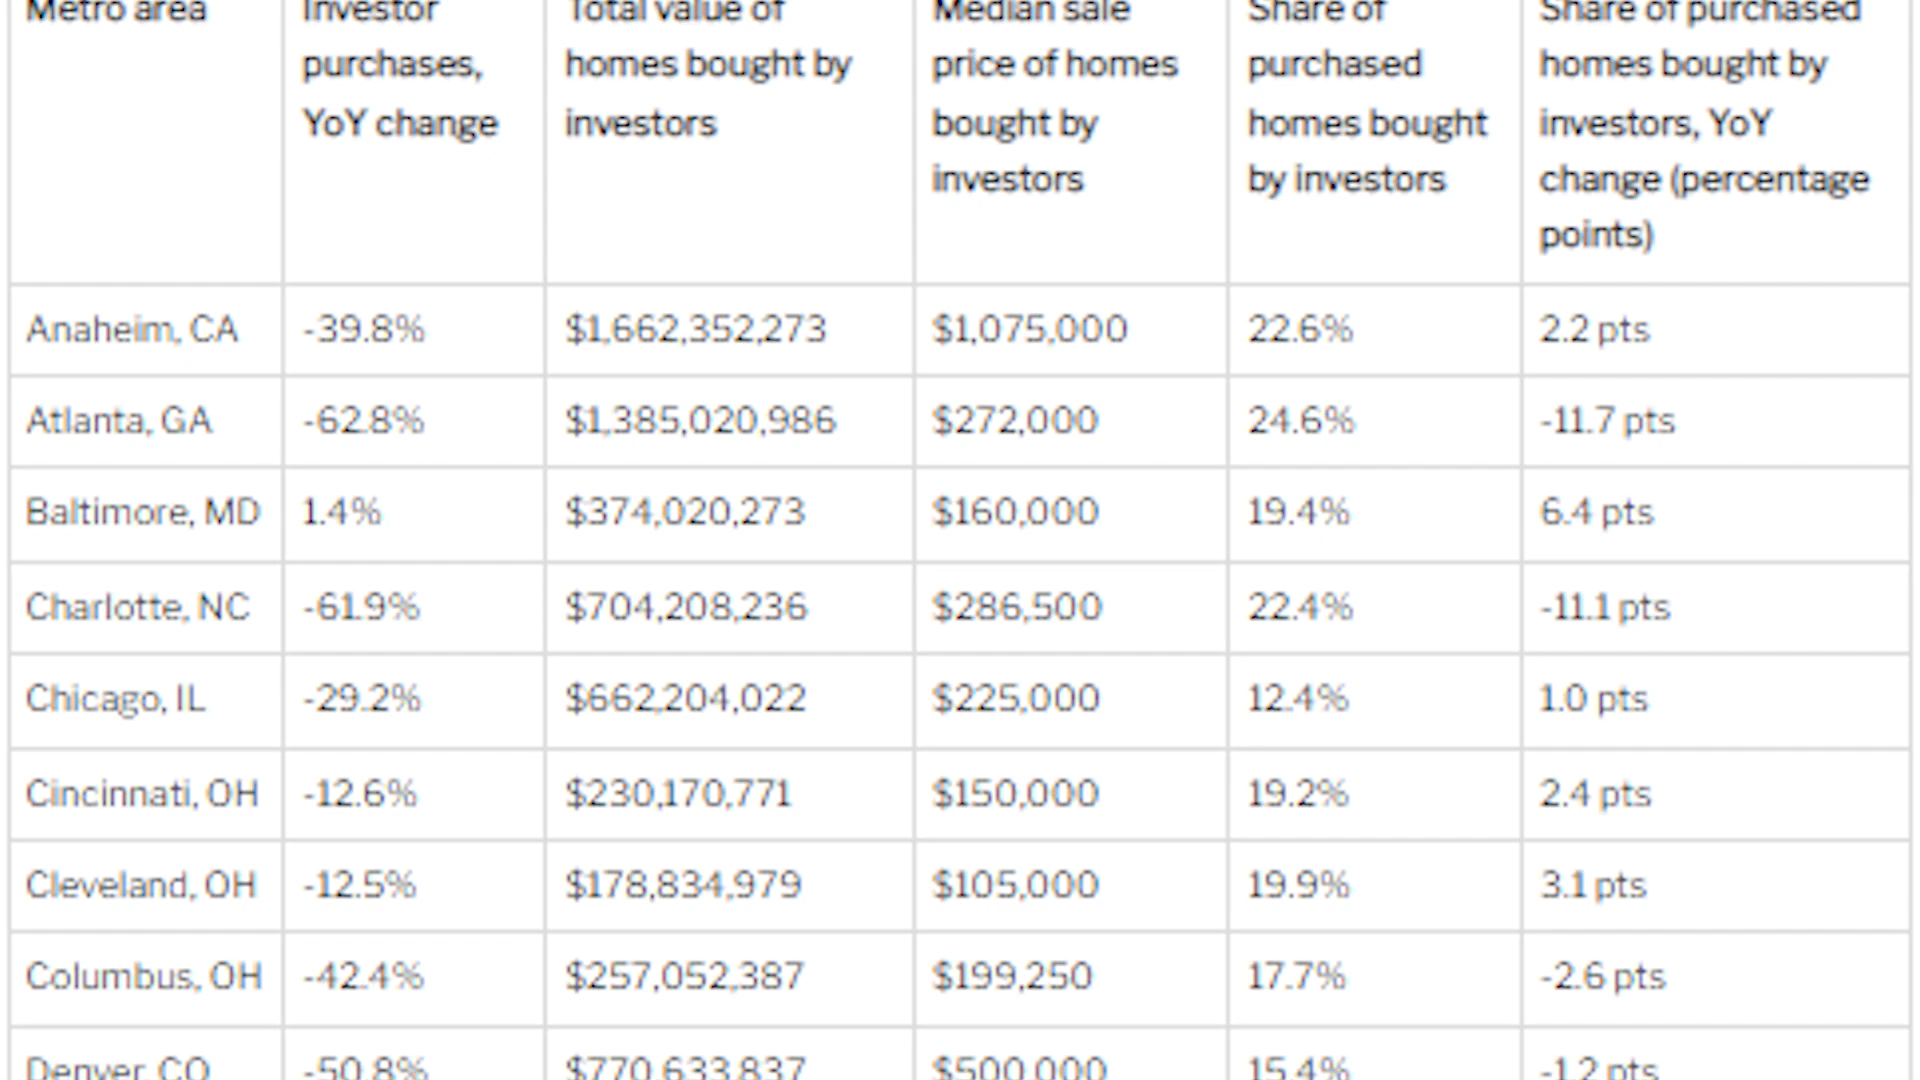 Metro area
Investor
purchases,
YoY change
Total value of
homes bought by
investors
Median sale
price of homes
bought by
investors
Share of
purchased
homes bought
by investors
Share of purchased
homes bought by
investors, YoY
change (percentage
points)
Anaheim, CA -39.8% $1,662,352,273 $1,075,000 22.6% 2.2 pts
Atlanta, GA -62.8% $1,385,020,986 $272,000 24.6% -11.7 pts
Baltimore, MD 1.4% $374,020,273 $160,000 19.4% 6.4 pts
Charlotte, NC -61.9% $704,208,236 $286,500 22.4% -11.1 pts
Chicago, IL -29.2% $662,204,022 $225,000 12.4% 1.0 pts
Cincinnati, OH -12.6% $230,170,771 $150,000 19.2% 2.4 pts
Cleveland, OH -12.5% $178,834,979 $105,000 19.9% 3.1 pts
Columbus, OH -42.4% $257,052,387 $199,250 17.7% -2.6 pts
Denver, CO -50.8% $770,633,837 $500,000 15.4% -1.2 pts